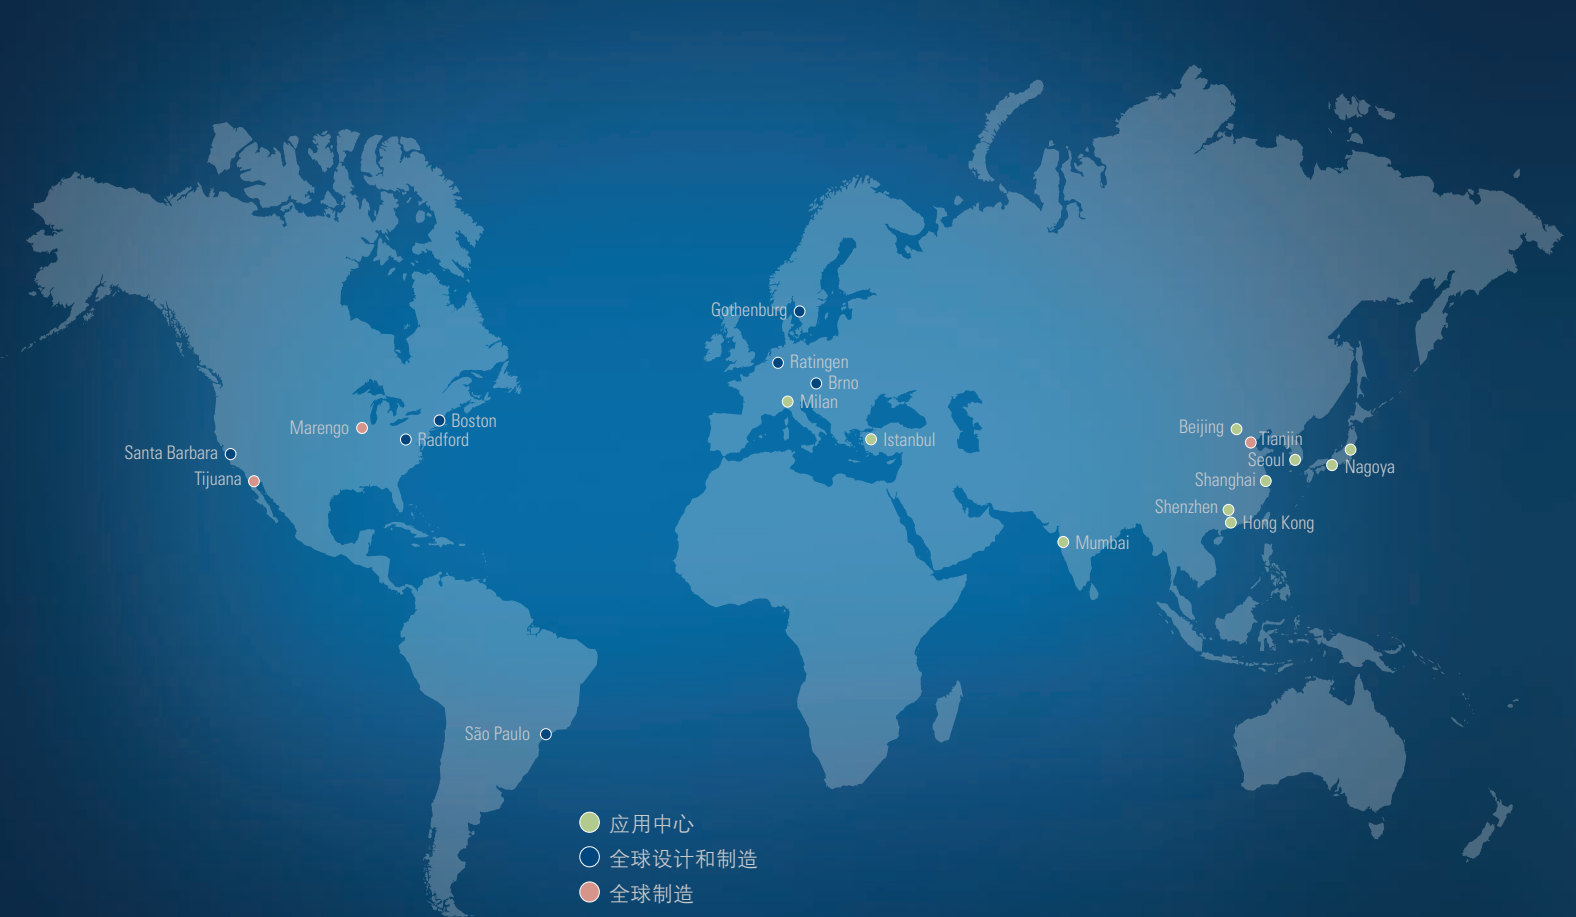 Gothenburg
Ratingen
Brno
Milan
Istanbul
Boston
Marengo
Radford
Santa Barbara
Tijuana
Beijing
Tianjin
Seoul
Nagoya
Shanghai
Shenzhen
Hong Kong
Mumbai
São Paulo
应用中心
全球设计和制造
全球制造